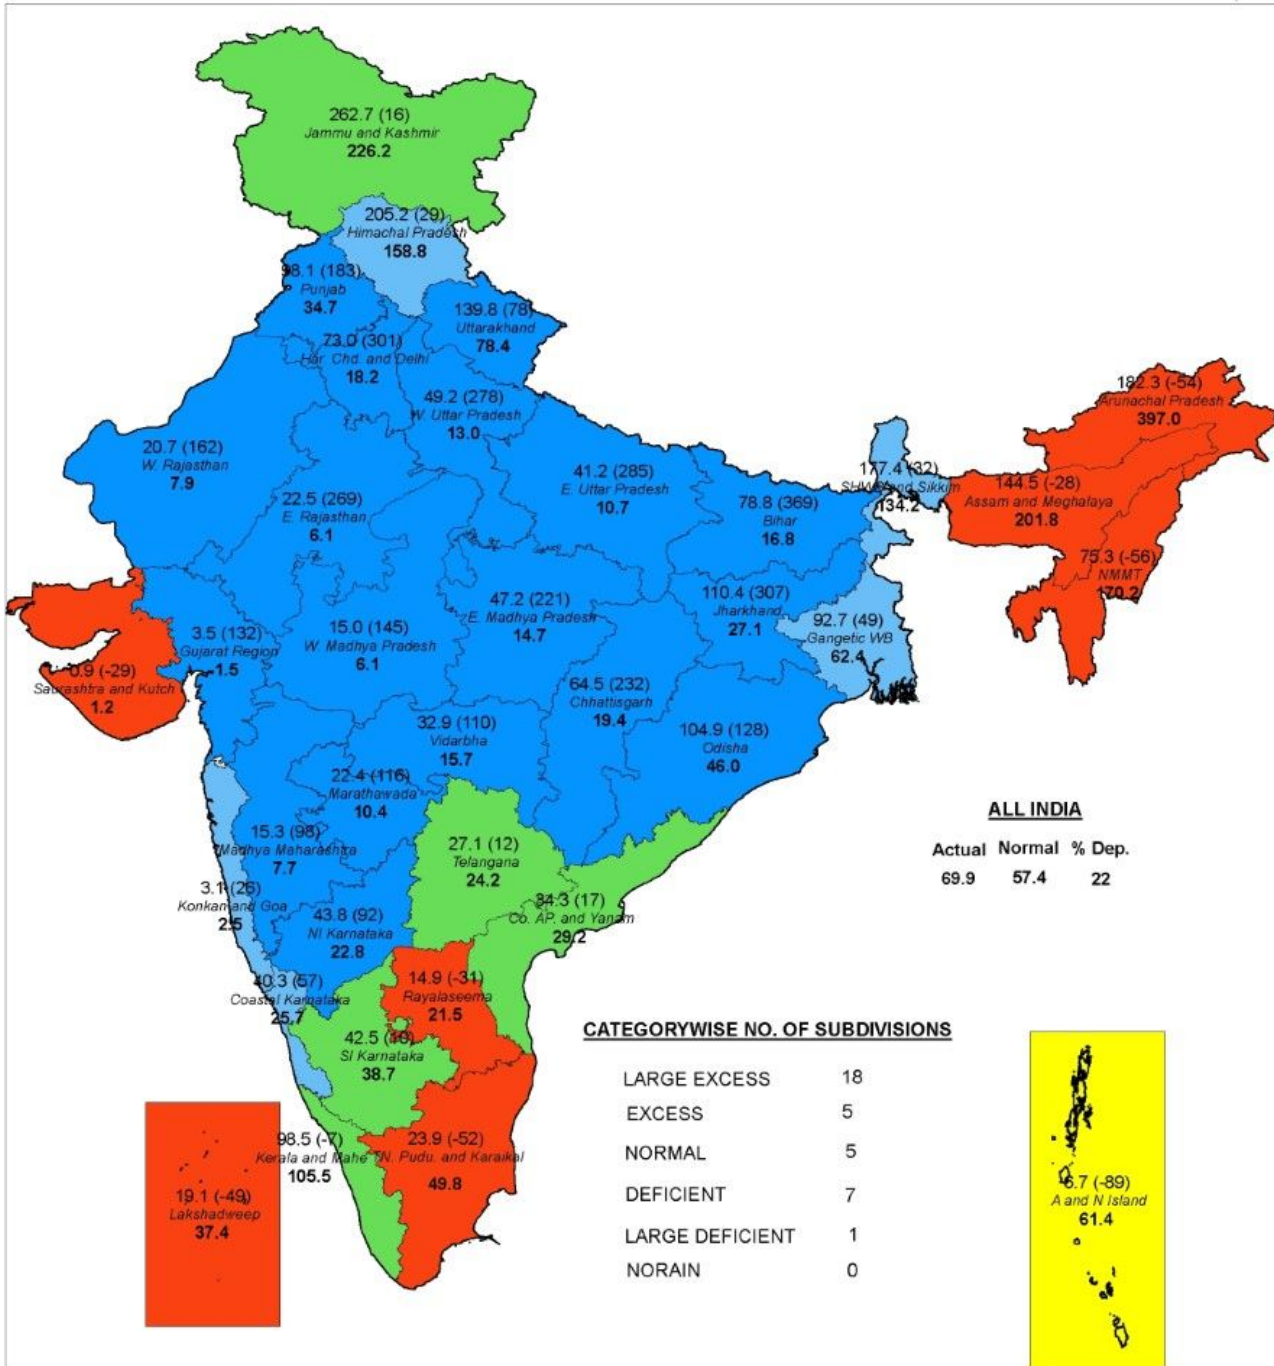 262.7 (16)
Jammu and Kashmir
226.2
205.2 (29)
Himachal Pradesh
158.8
98.1 (183)
Punjab
34.7
139.8 (78)
Uttarakhand
78.4
73.0 (301)
Har. Chd. and Delhi
18.2
49.2 (278)
W. Uttar Pradesh
13.0
182.3 (-54)
Arunachal Pradesh
397.0
20.7 (162)
W. Rajasthan
7.9
41.2 (285)
E. Uttar Pradesh
10.7
177.4 (32)
SHWB and Sikkim
134.2
144.5 (-28)
Assam and Meghalaya
201.8
22.5 (269)
E. Rajasthan
6.1
78.8 (369)
Bihar
16.8
75.3 (-56)
NMMT
70.2
47.2 (221)
E. Madhya Pradesh
14.7
110.4 (307)
Jharkhand
27.1
92.7 (49)
Gangetic WB
62.4
3.5 (132)
Gujarat Region
1.5
15.0 (145)
W. Madhya Pradesh
6.1
0.9 (-29)
Saurashtra and Kutch
1.2
64.5 (232)
Chhattisgarh
19.4
32.9 (110)
Vidarbha
15.7
104.9 (128)
Odisha
46.0
22.4 (116)
Marathawada
10.4
15.3 (98)
Madhya Maharashtra
7.7
27.1 (12)
Telangana
24.2
ALL INDIA
Actual Normal % Dep.
69.9 57.4 22
3.1 (26)
Konkan and Goa
2.5
34.3 (17)
Co. AP. and Yanam
29.2
43.8 (92)
NI Karnataka
22.8
40.3 (57)
Coastal Karnataka
25.7
14.9 (-31)
Rayalaseema
21.5
42.5 (10)
SI Karnataka
38.7
CATEGORYWISE NO. OF SUBDIVISIONS
LARGE EXCESS 18
EXCESS 5
NORMAL 5
DEFICIENT 7
LARGE DEFICIENT 1
NORAIN 0
98.5 (-7)
Kerala and Mahe
105.5
23.9 (-52)
TN. Pudu. and Karaikal
49.8
19.1 (-49)
Lakshadweep
37.4
6.7 (-89)
A and N Island
61.4